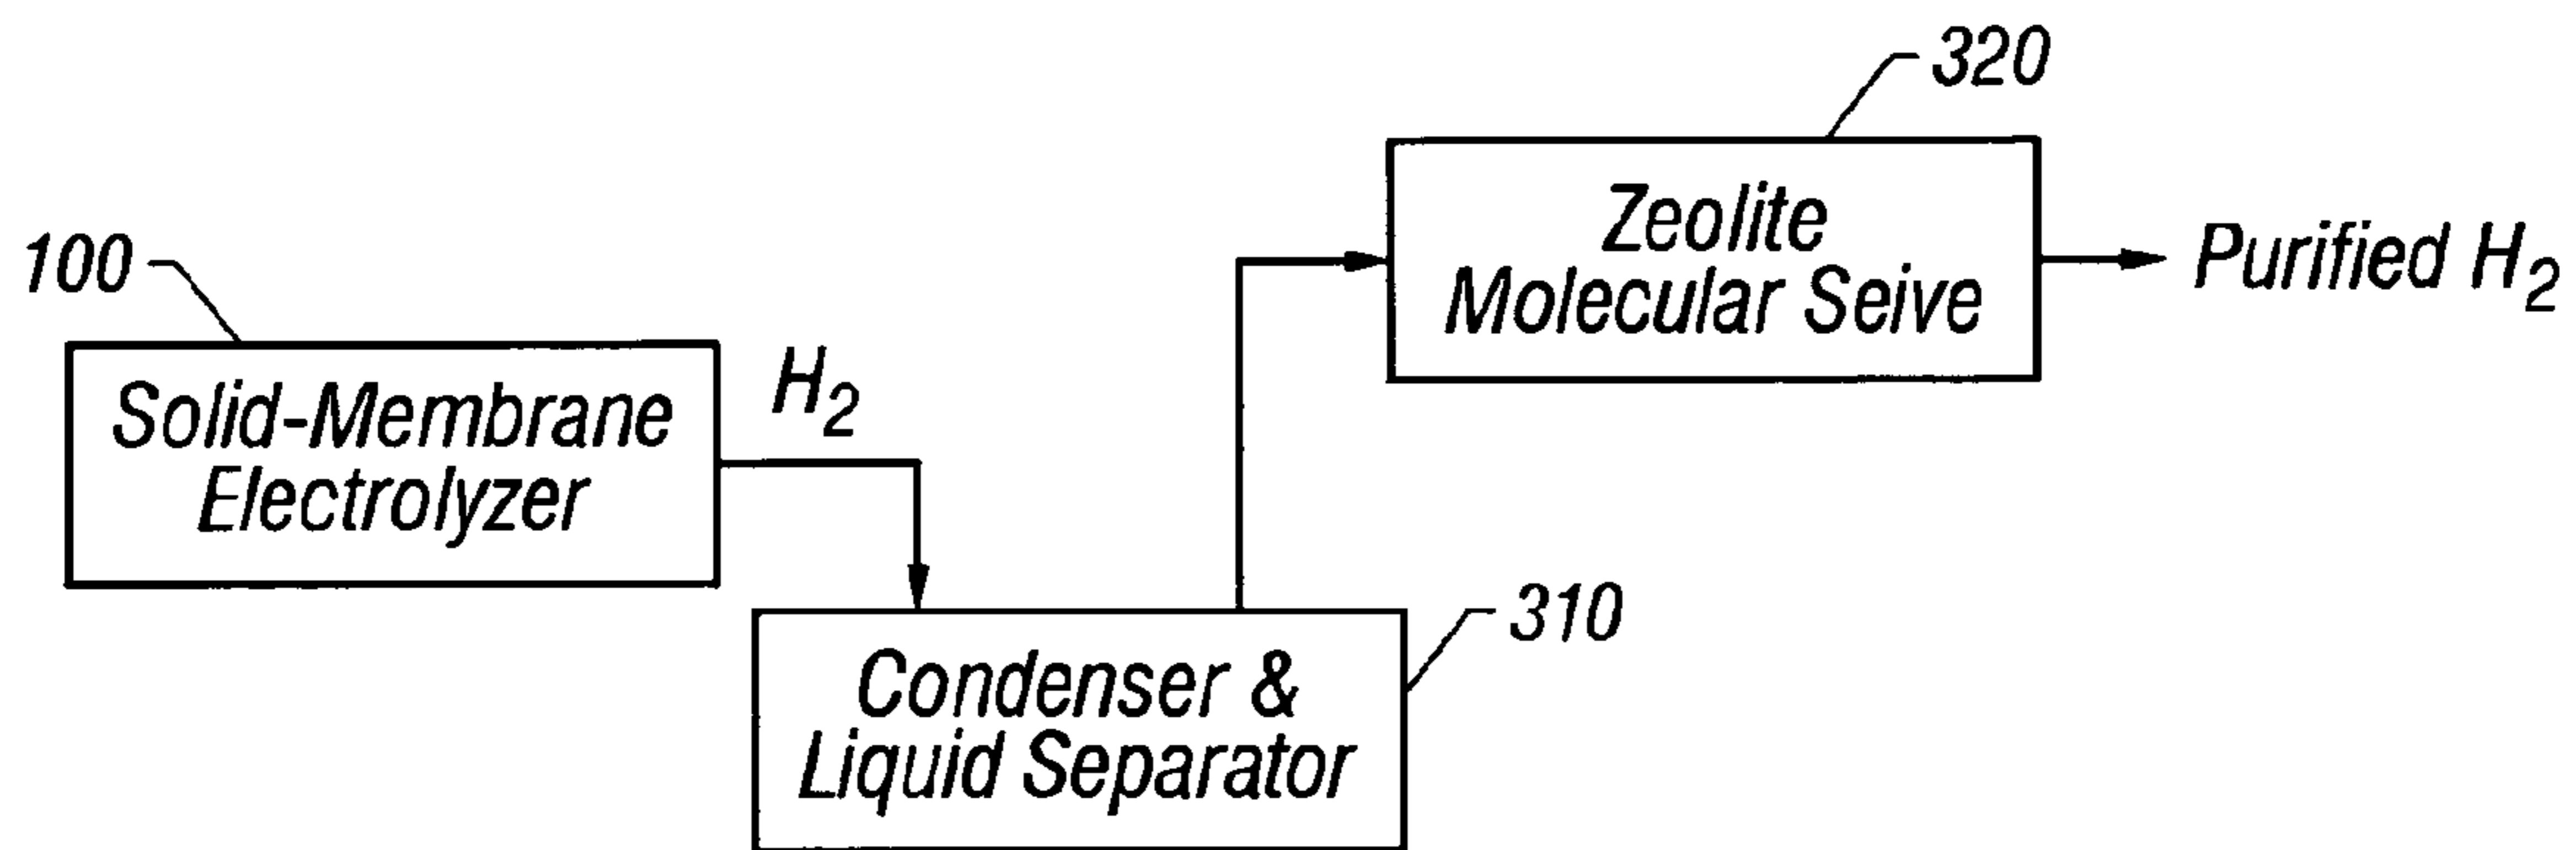 320
Zeolite
Molecular Seive
Purified H₂
100
Solid-Membrane
Electrolyzer
H₂
310
Condenser &
Liquid Separator